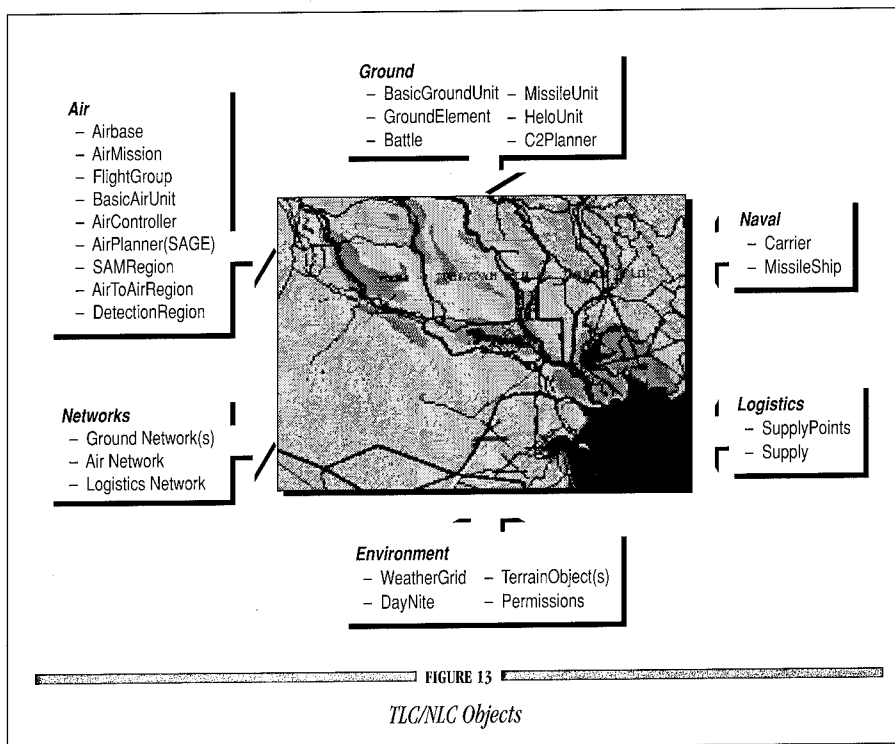 Ground
– BasicGroundUnit – MissileUnit
– GroundElement – HeloUnit
– Battle – C2Planner
Air
– Airbase
– AirMission
– FlightGroup
– BasicAirUnit
– AirController
– AirPlanner(SAGE)
– SAMRegion
– AirToAirRegion
– DetectionRegion
Naval
– Carrier
– MissileShip
Networks
– Ground Network(s)
– Air Network
– Logistics Network
Logistics
– SupplyPoints
– Supply
Environment
– WeatherGrid – TerrainObject(s)
– DayNite – Permissions
FIGURE 13
TLC/NLC Objects